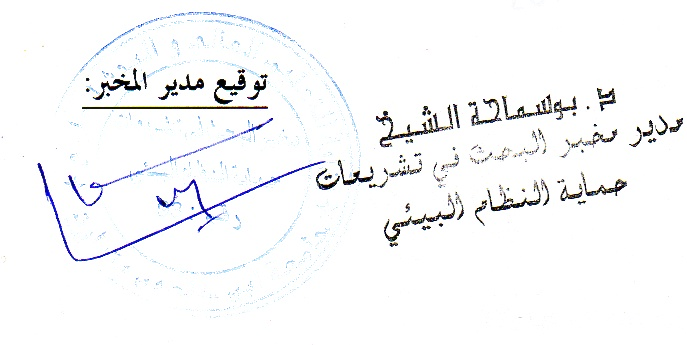 توقيع مدير المخبر:
د. بوسماحة الشيخ
مدير مخبر البحث في تشريعات
حماية النظام البيئي